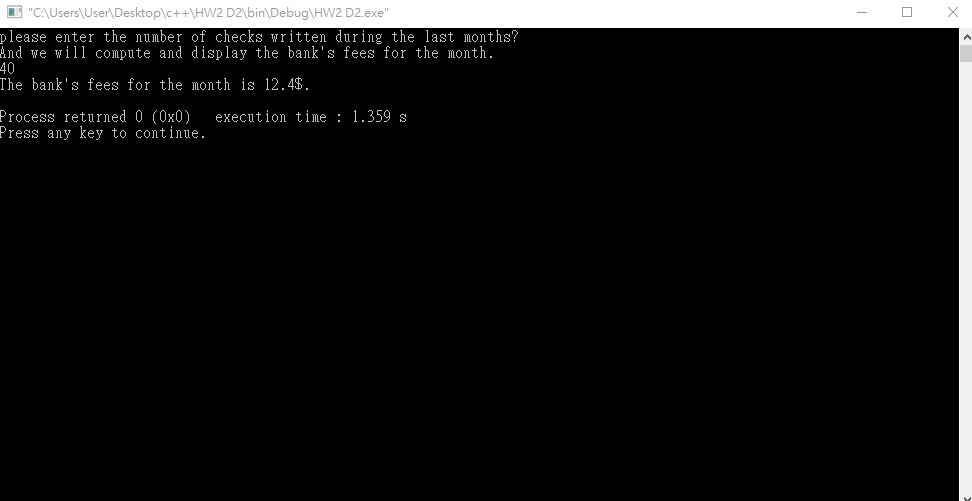 "C:\Users\User\Desktop\c++\HW2 D2\bin\Debug\HW2 D2.exe"
please enter the number of checks written during the last months?
And we will compute and display the bank's fees for the month.
40
The bank's fees for the month is 12.4$.
Process returned 0 (0x0)   execution time : 1.359 s
Press any key to continue.